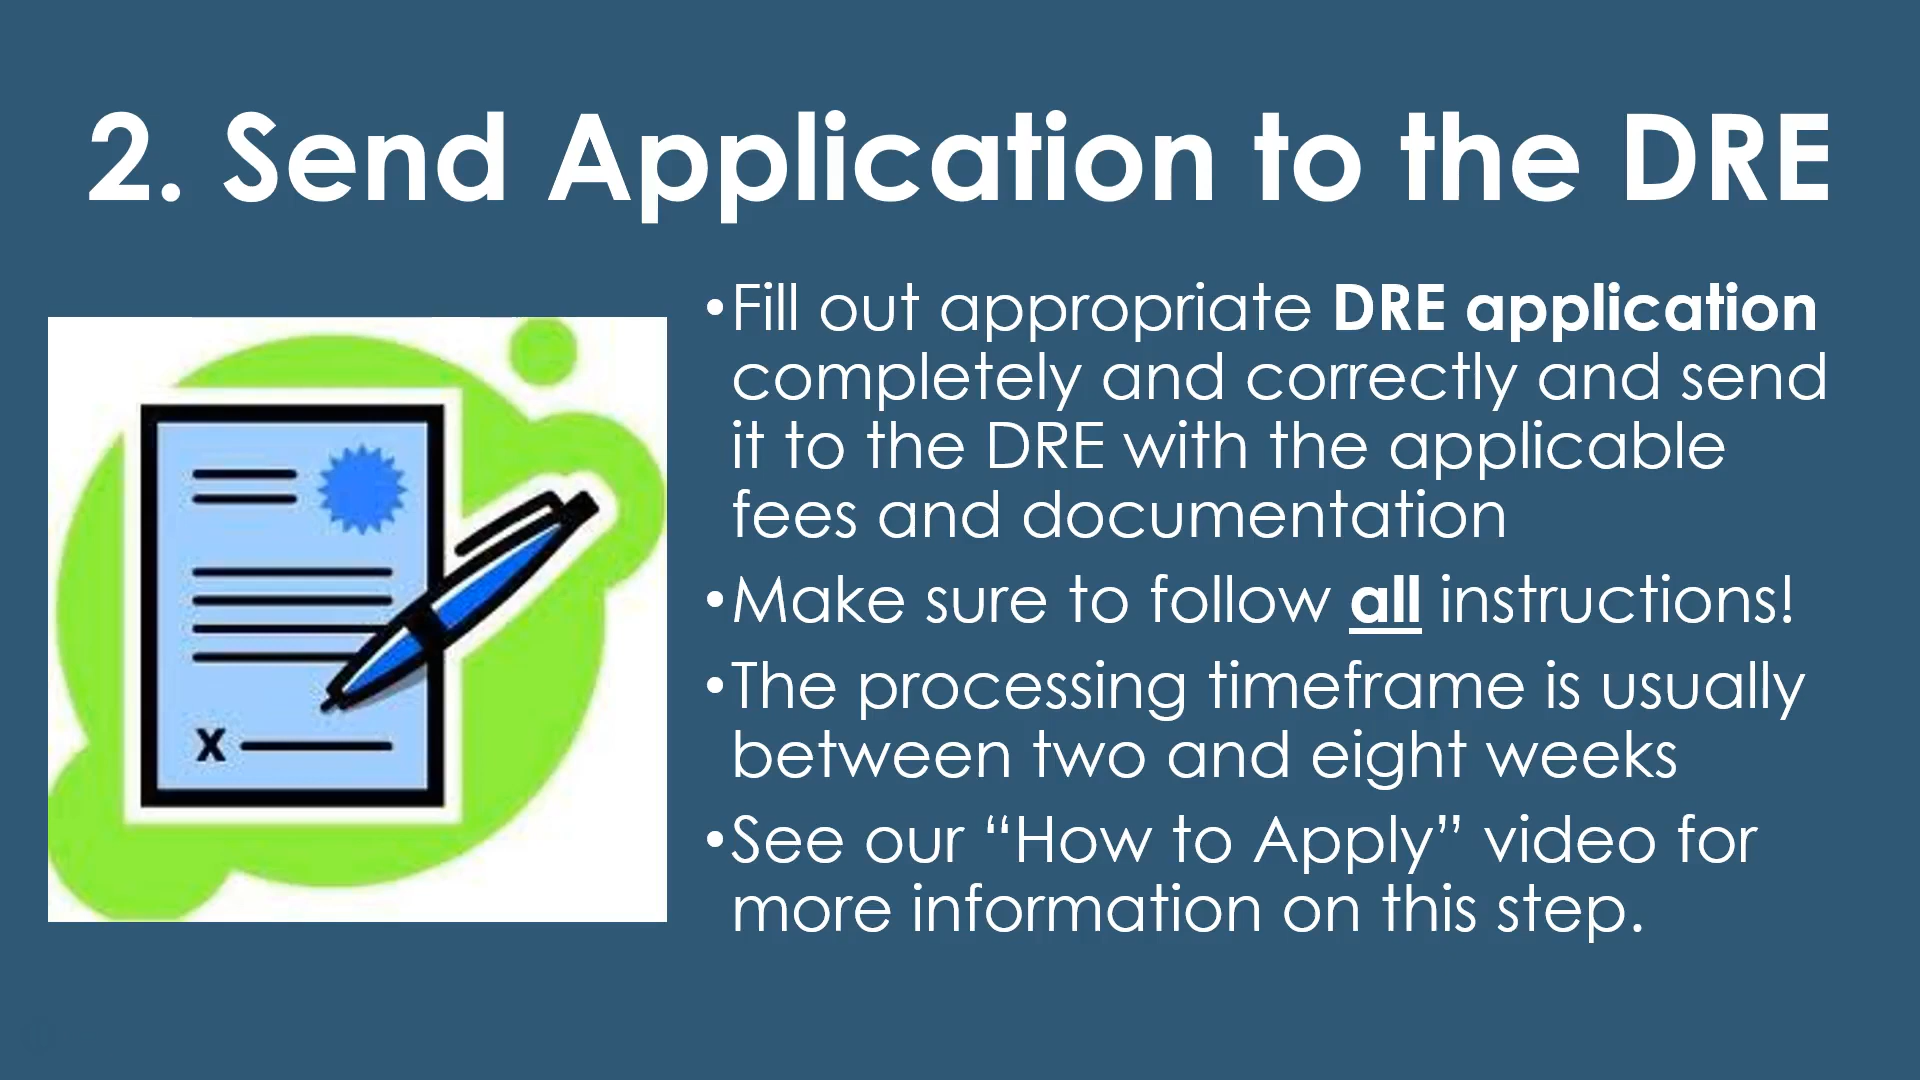 2. Send Application to the DRE
•Fill out appropriate DRE application
completely and correctly and send
it to the DRE with the applicable
fees and documentation
•Make sure to follow all instructions!
•The processing timeframe is usually
between two and eight weeks
•See our “How to Apply” video for
more information on this step.
X